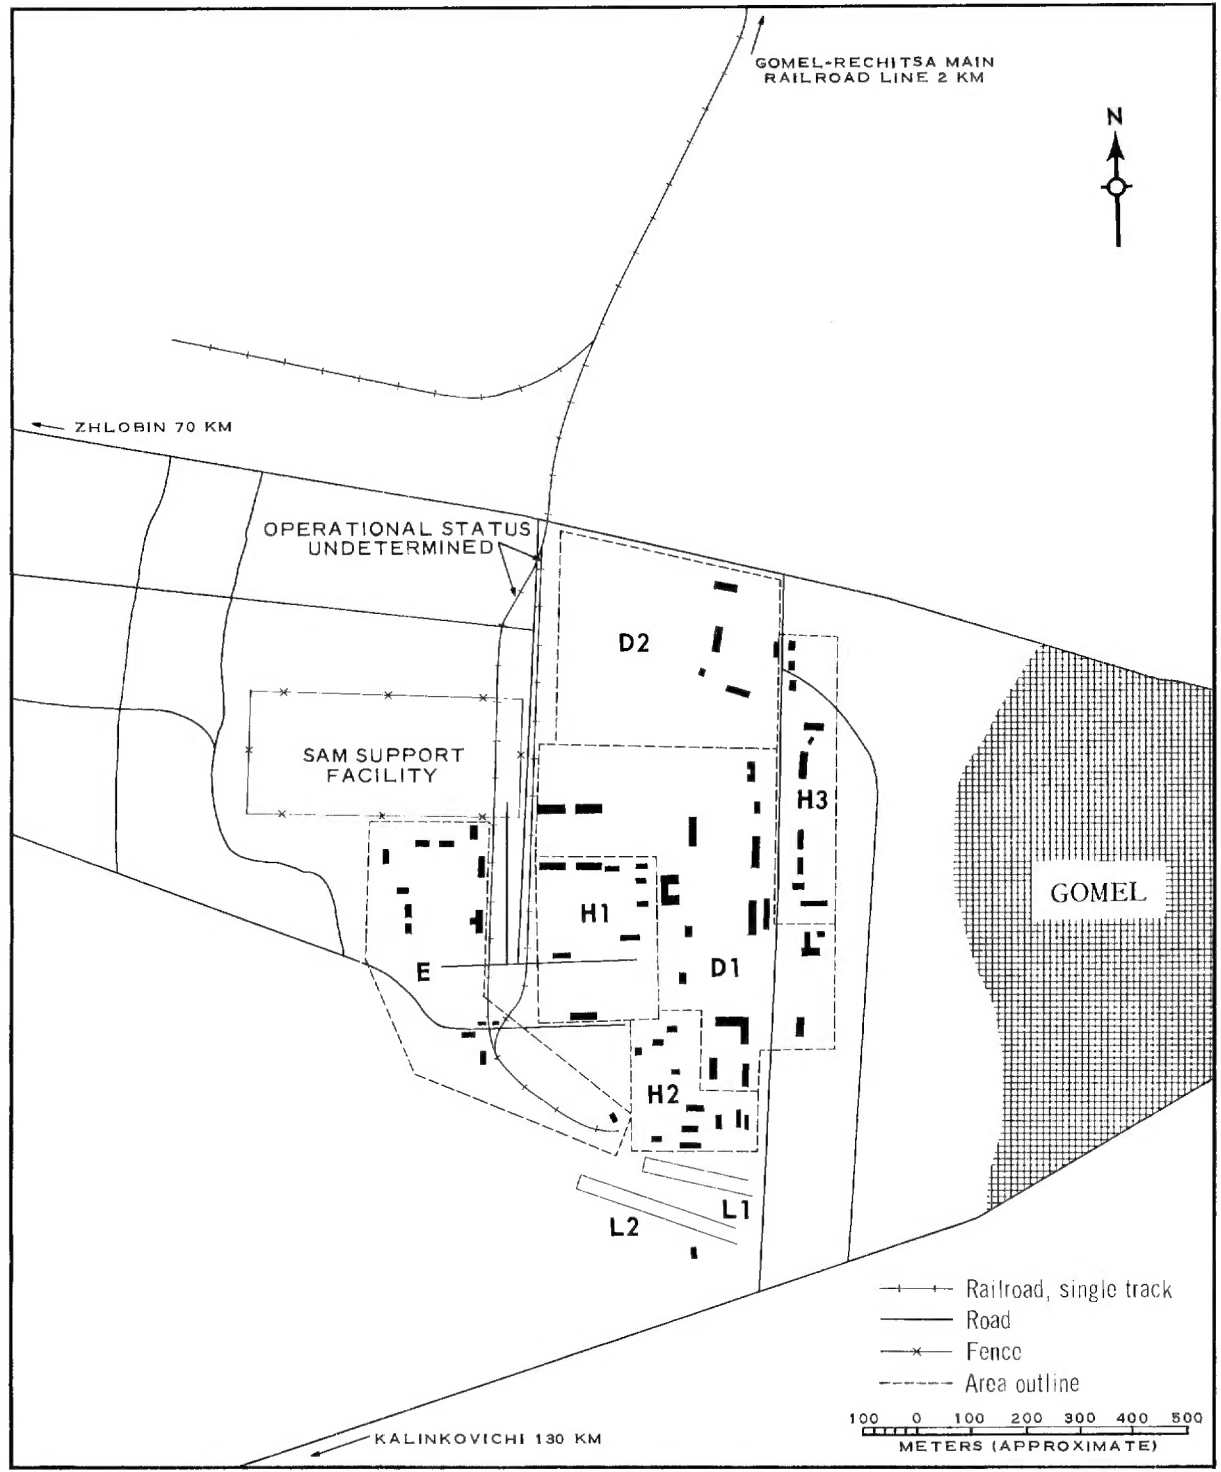 GOMEL-RECHITSA MAIN
RAILROAD LINE 2 KM
N
ZHLOBIN 70 KM
OPERATIONAL STATUS
UNDETERMINED
D2
SAM SUPPORT
FACILITY
H3
GOMEL
H1
E
D1
H2
L1
L2
Railroad, single track
Road
Fence
Area outline
100 0 100 200 300 400 500
METERS (APPROXIMATE)
KALINKOVICHI 130 KM